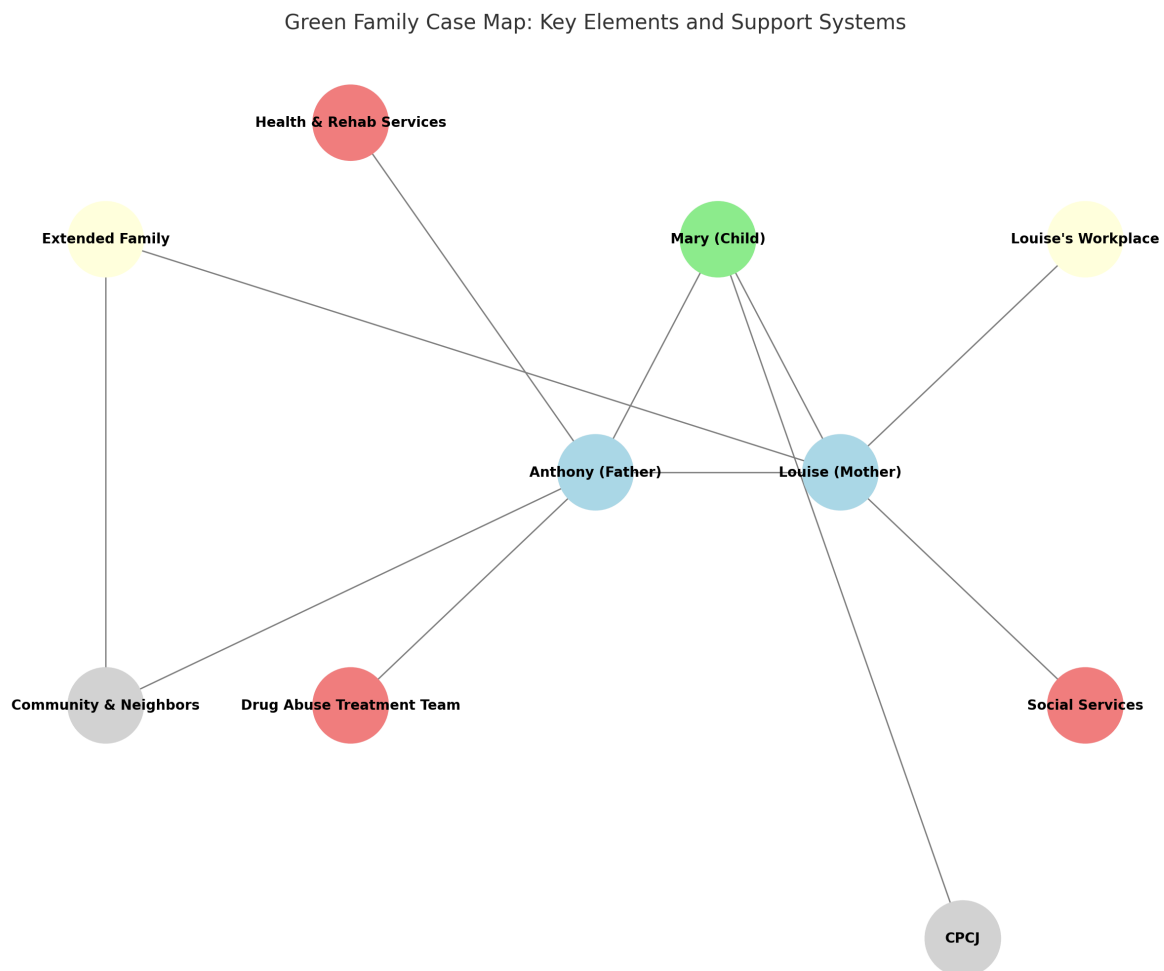 Green Family Case Map: Key Elements and Support Systems
Health & Rehab Services
Extended Family
Mary (Child)
Louise's Workplace
Anthony (Father)
Louise (Mother)
Community & Neighbors
Drug Abuse Treatment Team
Social Services
CPCJ